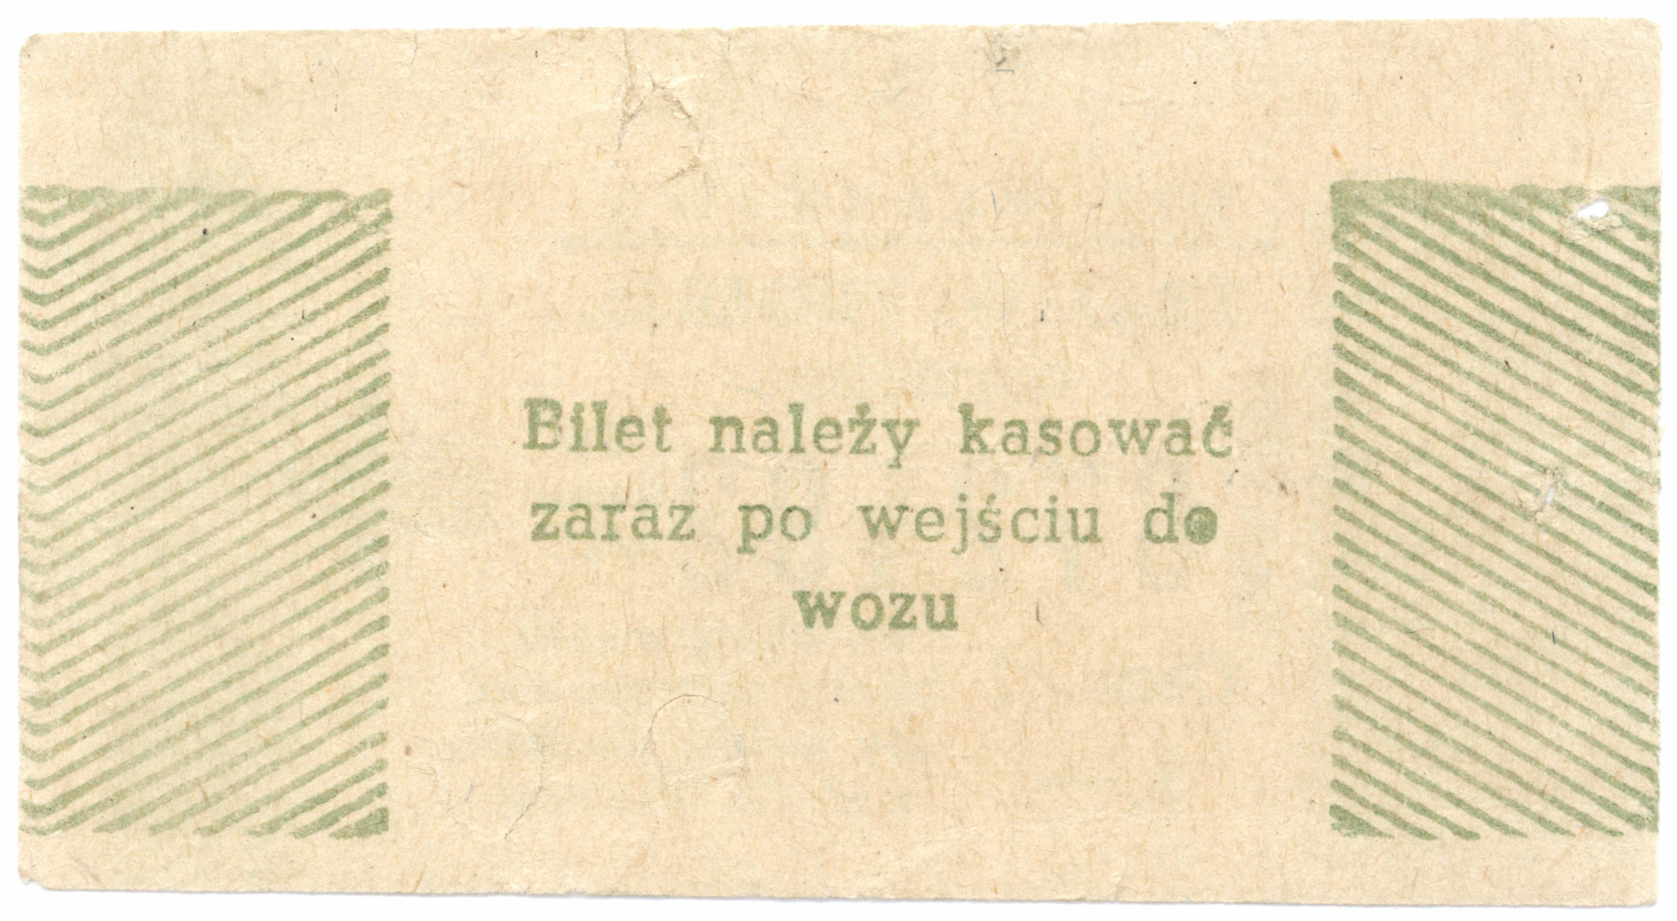 Bilet należy kasować
zaraz po wejściu do
wozu